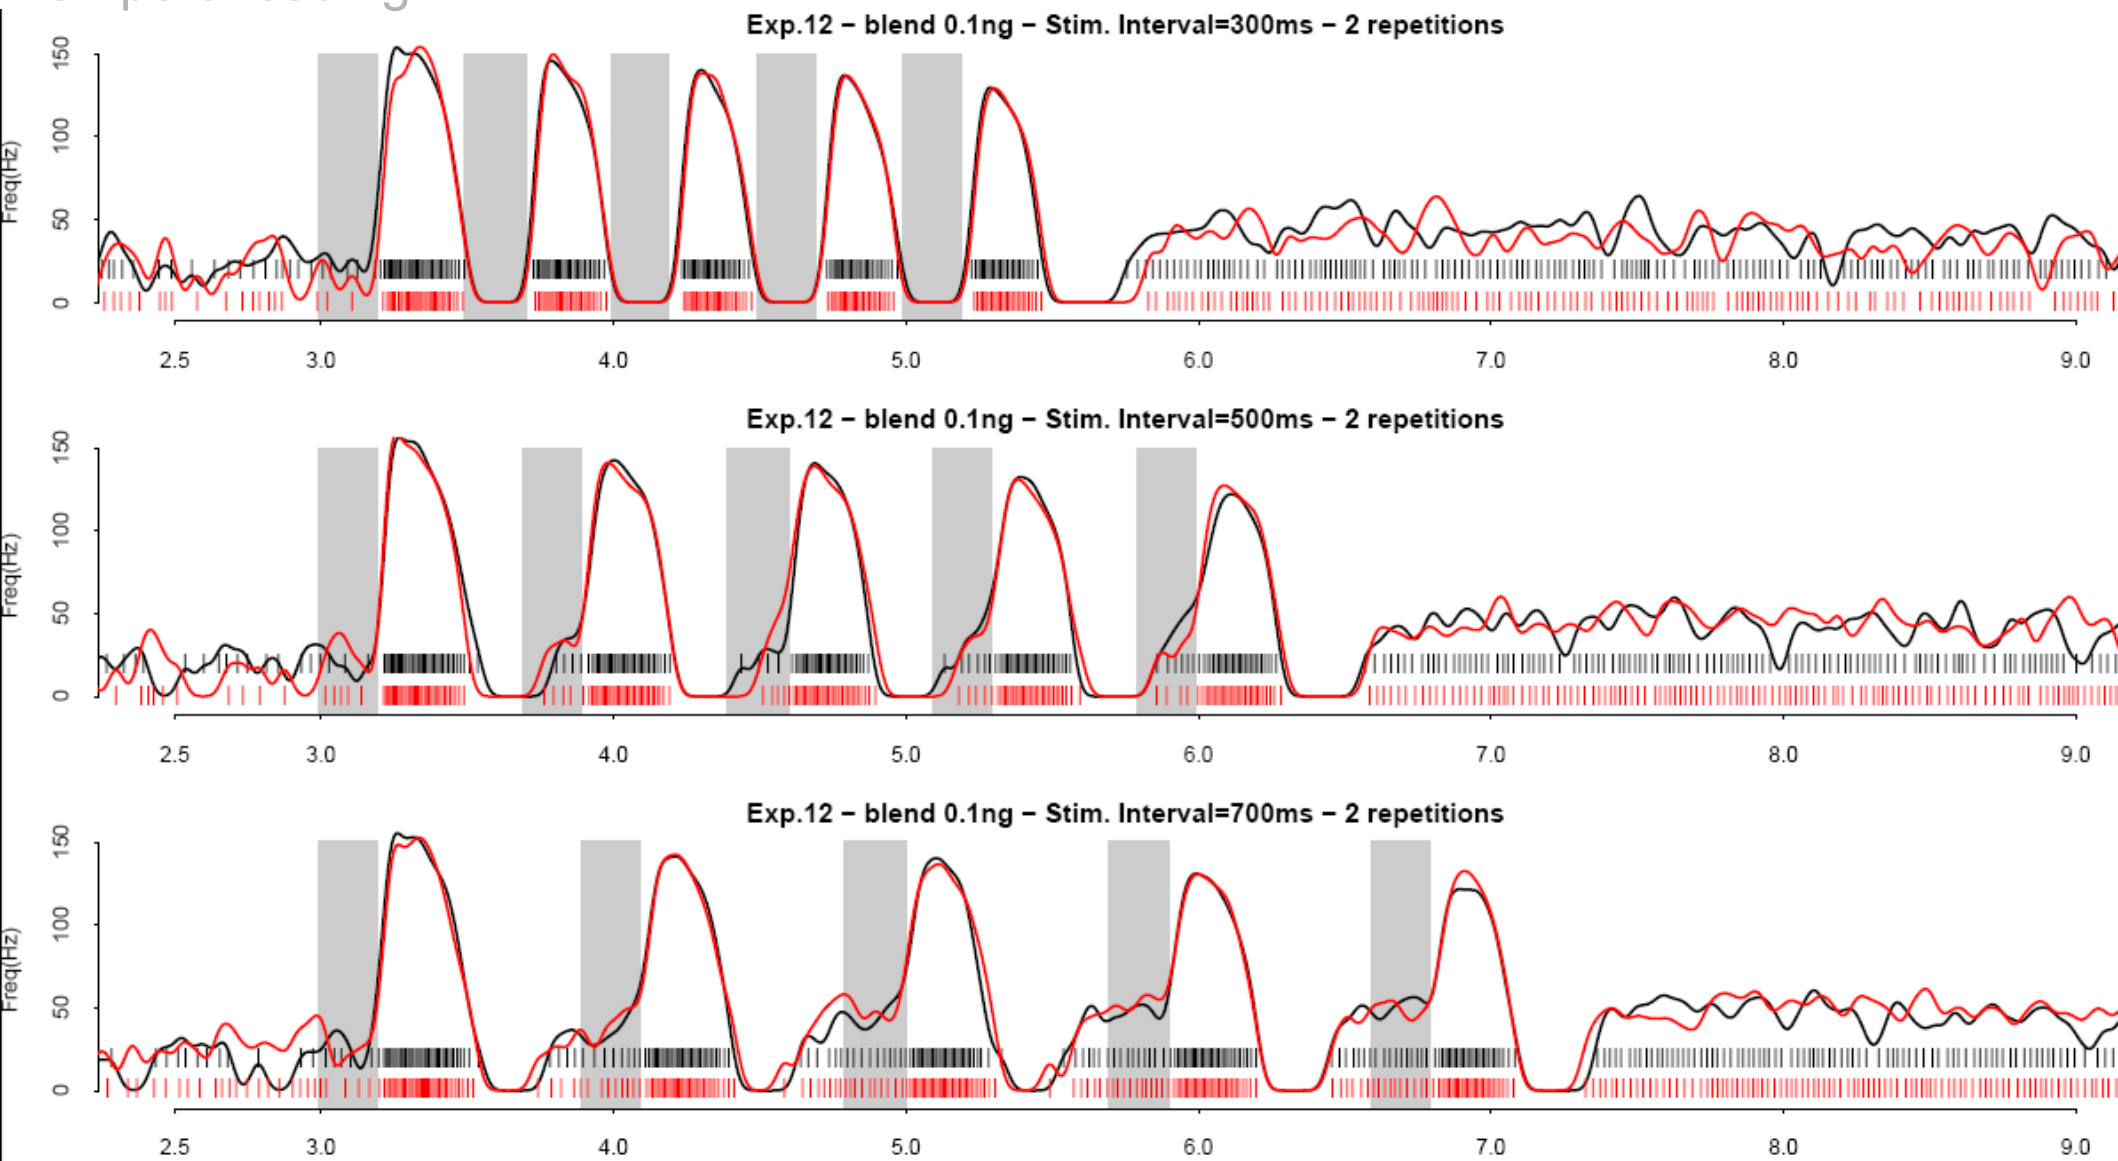 Exp.12 – blend 0.1ng – Stim. Interval=300ms – 2 repetitions
Freq(Hz)
150
100
50
0
2.5 3.0 4.0 5.0 6.0 7.0 8.0 9.0
Exp.12 – blend 0.1ng – Stim. Interval=500ms – 2 repetitions
Freq(Hz)
150
100
50
0
2.5 3.0 4.0 5.0 6.0 7.0 8.0 9.0
Exp.12 – blend 0.1ng – Stim. Interval=700ms – 2 repetitions
Freq(Hz)
150
100
50
0
2.5 3.0 4.0 5.0 6.0 7.0 8.0 9.0